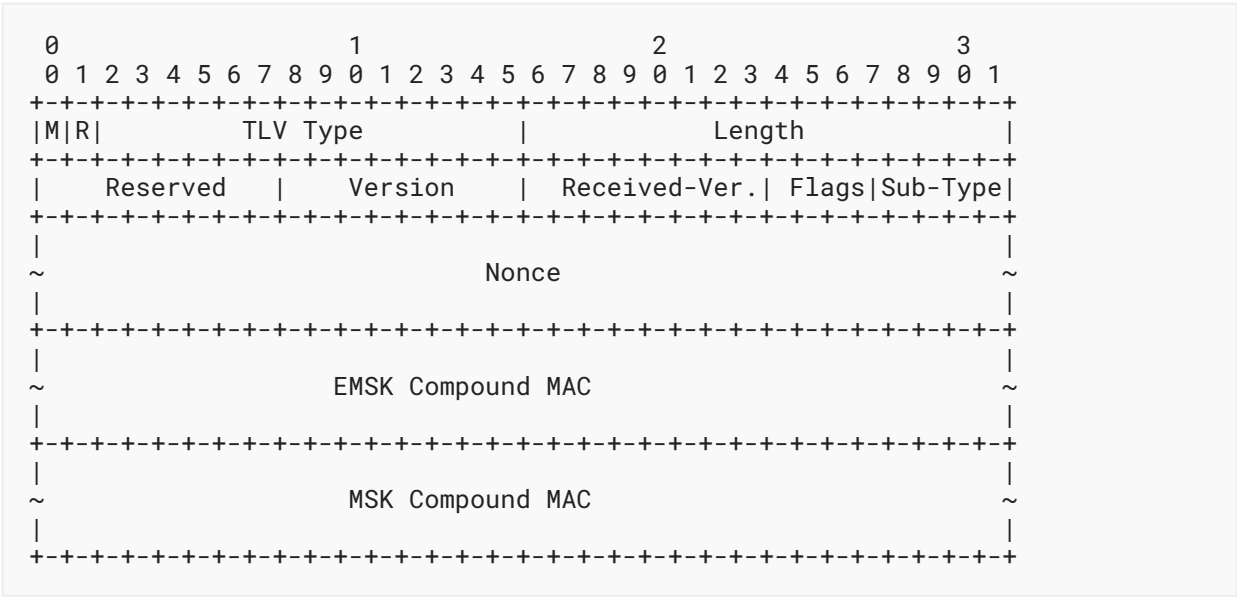 0                   1                   2                   3
 0 1 2 3 4 5 6 7 8 9 0 1 2 3 4 5 6 7 8 9 0 1 2 3 4 5 6 7 8 9 0 1
+-+-+-+-+-+-+-+-+-+-+-+-+-+-+-+-+-+-+-+-+-+-+-+-+-+-+-+-+-+-+-+-+
|M|R|         TLV Type          |            Length             |
+-+-+-+-+-+-+-+-+-+-+-+-+-+-+-+-+-+-+-+-+-+-+-+-+-+-+-+-+-+-+-+-+
|    Reserved   |    Version    |  Received-Ver.| Flags|Sub-Type|
+-+-+-+-+-+-+-+-+-+-+-+-+-+-+-+-+-+-+-+-+-+-+-+-+-+-+-+-+-+-+-+-+
|                                                               |
~                             Nonce                             ~
|                                                               |
+-+-+-+-+-+-+-+-+-+-+-+-+-+-+-+-+-+-+-+-+-+-+-+-+-+-+-+-+-+-+-+-+
|                                                               |
~                   EMSK Compound MAC                           ~
|                                                               |
+-+-+-+-+-+-+-+-+-+-+-+-+-+-+-+-+-+-+-+-+-+-+-+-+-+-+-+-+-+-+-+-+
|                                                               |
~                    MSK Compound MAC                           ~
|                                                               |
+-+-+-+-+-+-+-+-+-+-+-+-+-+-+-+-+-+-+-+-+-+-+-+-+-+-+-+-+-+-+-+-+